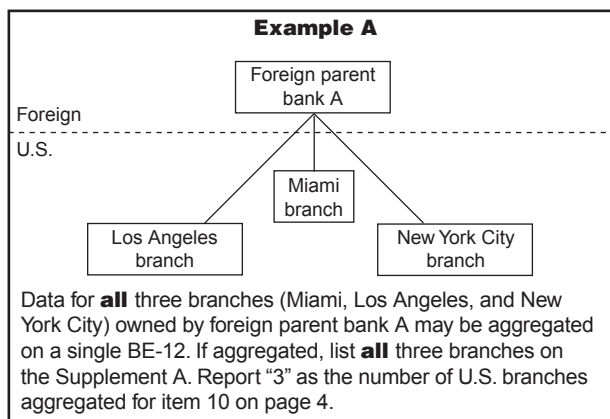 Example A
Foreign parent
bank A
Foreign
U.S.
Miami
branch
Los Angeles
branch
New York City
branch
Data for all three branches (Miami, Los Angeles, and New
York City) owned by foreign parent bank A may be aggregated
on a single BE-12. If aggregated, list all three branches on
the Supplement A. Report “3” as the number of U.S. branches
aggregated for item 10 on page 4.